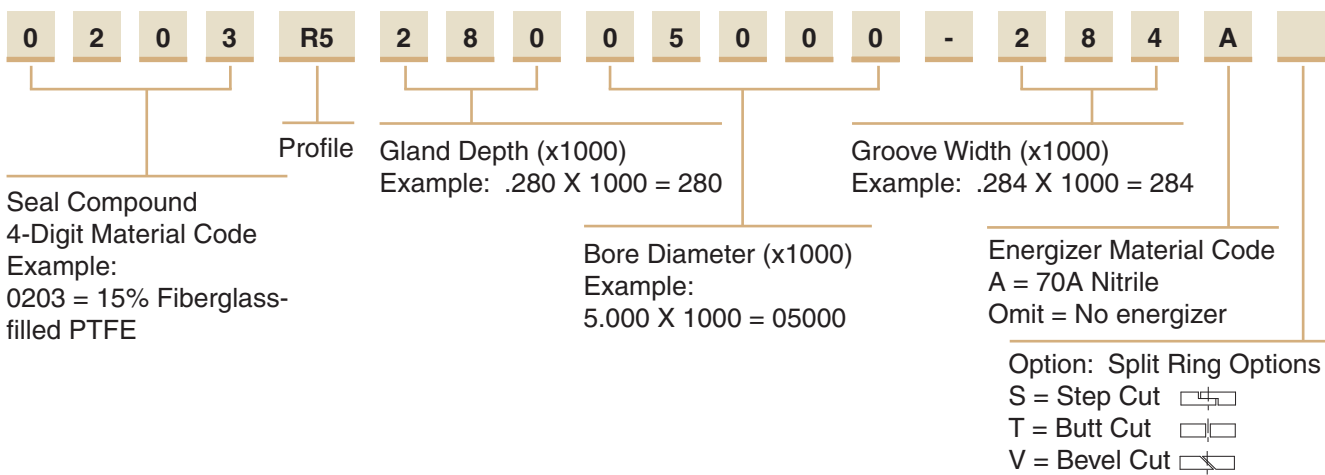 0 2 0 3 R5 2 8 0 0 5 0 0 0 - 2 8 4 A
Profile
Gland Depth (x1000)
Example: .280 X 1000 = 280
Groove Width (x1000)
Example: .284 X 1000 = 284
Seal Compound
4-Digit Material Code
Example:
0203 = 15% Fiberglass-
filled PTFE
Bore Diameter (x1000)
Example:
5.000 X 1000 = 05000
Energizer Material Code
A = 70A Nitrile
Omit = No energizer
Option: Split Ring Options
S = Step Cut
T = Butt Cut
V = Bevel Cut